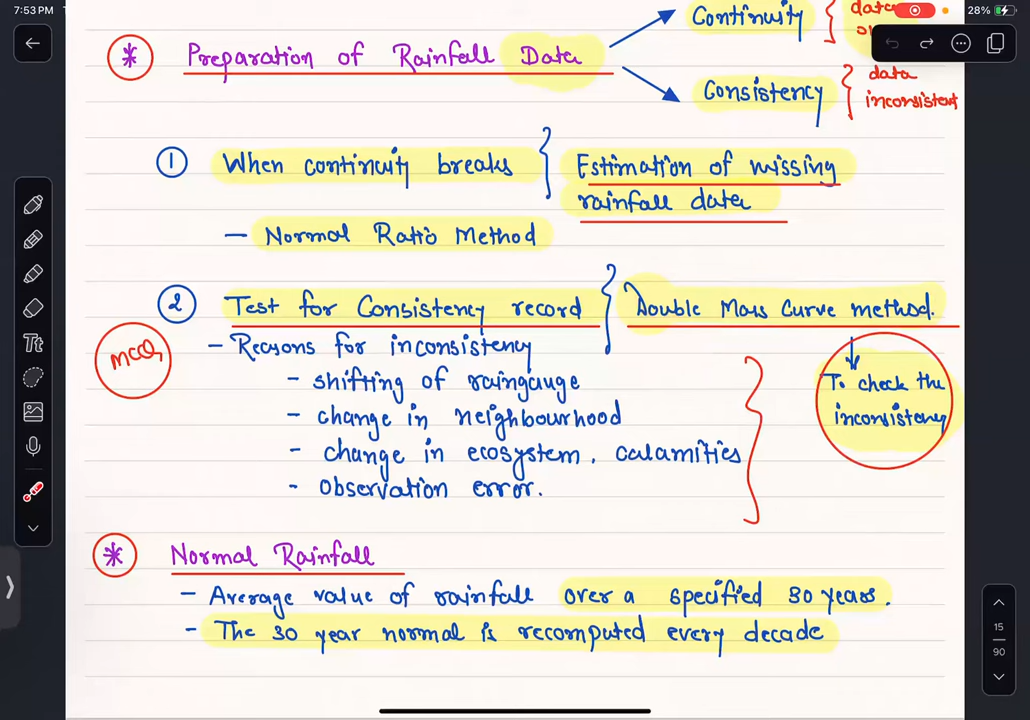 7:53 PM
28%
Continuity { data
* Preparation of Rainfall Data
Consistency { data
inconsistent
1 When continuity breaks } Estimation of missing
rainfall data
- Normal Ratio Method
2 Test for Consistency record } Double Mass Curve method.
MCQ
- Reasons for inconsistency
- shifting of raingauge
To check the
- change in neighbourhood
inconsistency
- change in ecosystem, calamities
- observation error.
* Normal Rainfall
- Average value of rainfall over a specified 30 years.
- The 30 year normal is recomputed every decade
Tt
15
90